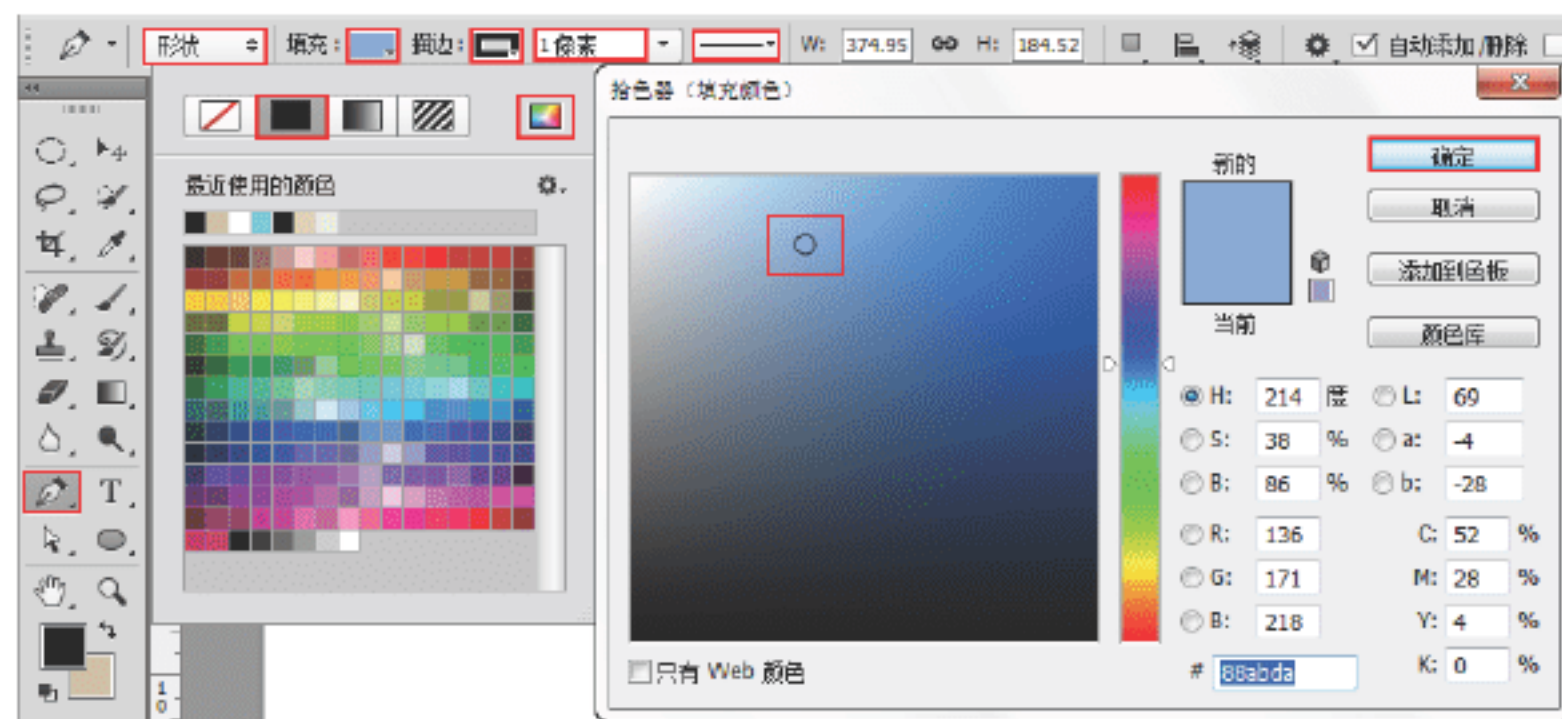 形状 填充: 描边: 1 像素 W: 374.95 H: 184.52 自动添加/删除
拾色器（填充颜色）
最近使用的颜色
新的
当前
确定
取消
添加到色板
颜色库
H: 214 度 L: 69
S: 38 % a: -4
B: 86 % b: -28
R: 136 C: 52 %
G: 171 M: 28 %
B: 218 Y: 4 %
# 88abda K: 0 %
只有 Web 颜色
T
1
0